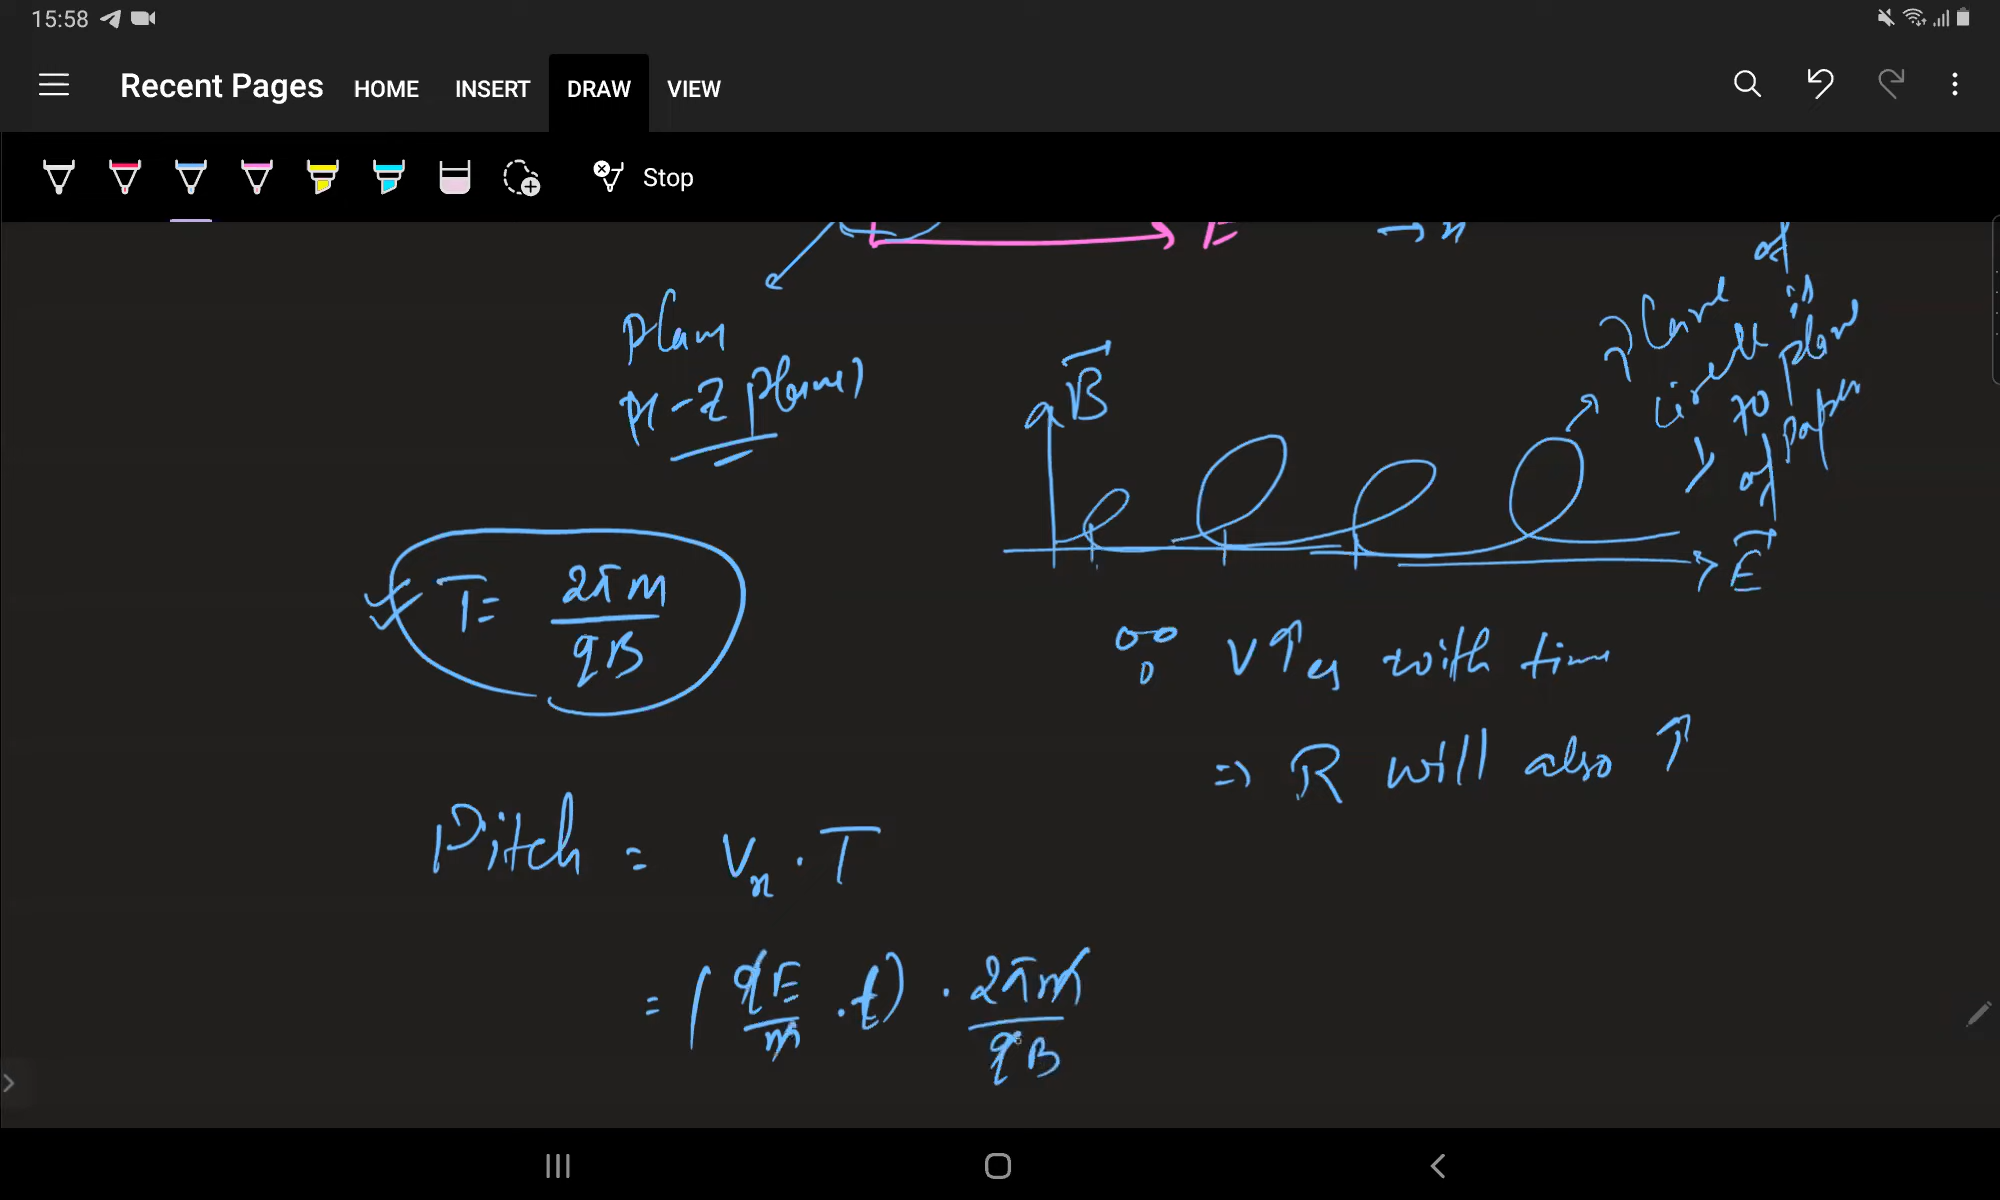 15:58
Recent Pages HOME INSERT DRAW VIEW
Stop
E → x
Plane
x-z plane)
B
plane of
circle is
⊥ to plane
of paper
E
T = 2πm / qB
V↑es with time
=> R will also ↑
Pitch = Vx . T
= (qE/m . t) . 2πm/qB